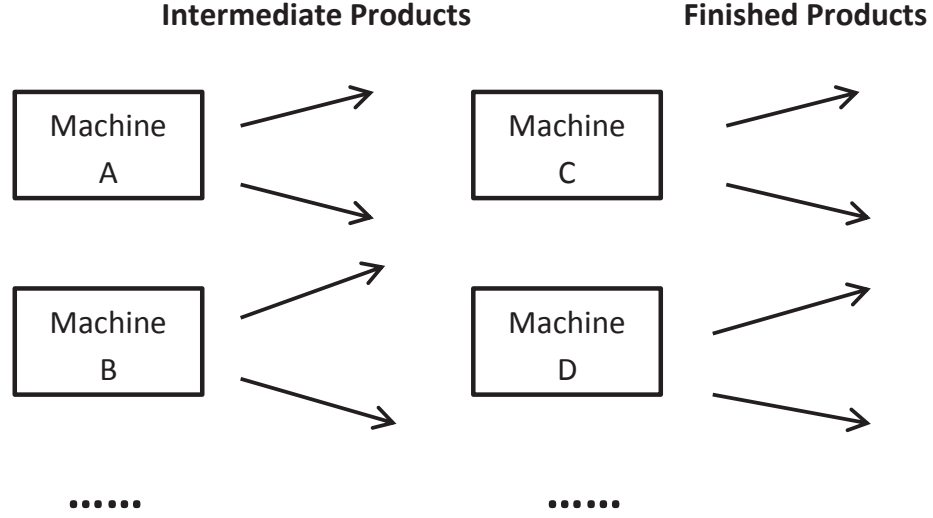 Intermediate Products
Finished Products
Machine
A
Machine
C
Machine
B
Machine
D
......
......